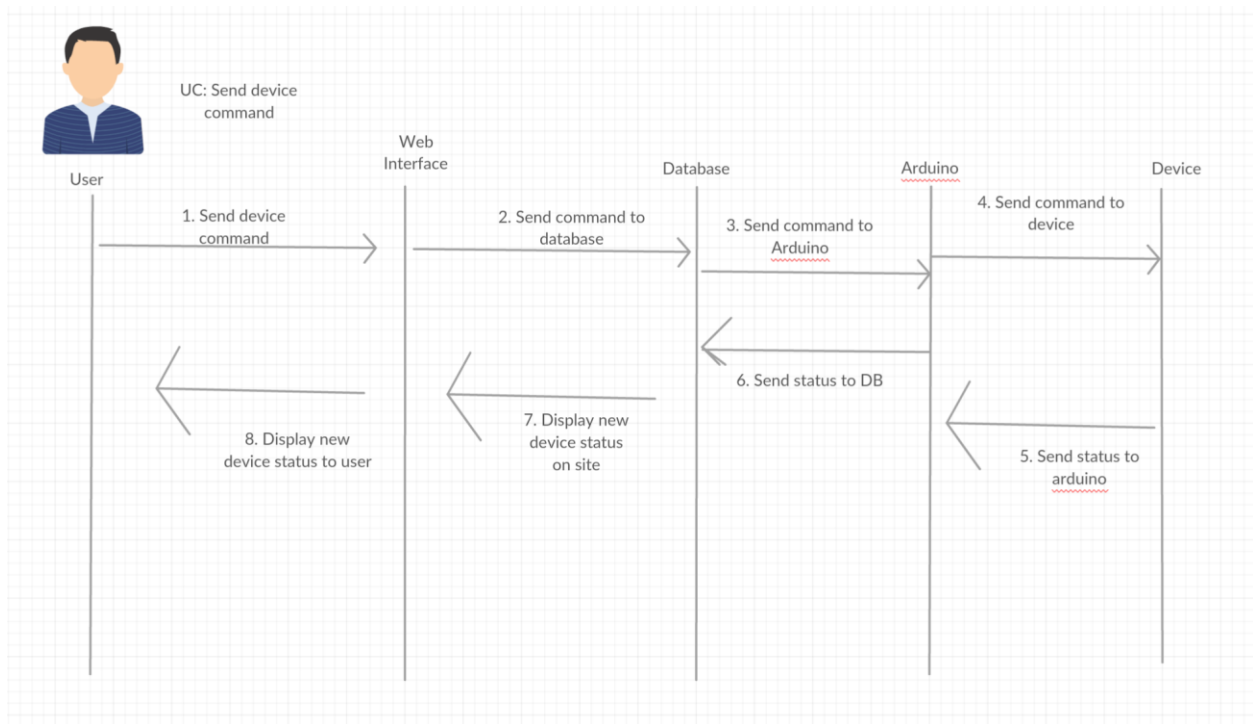 UC: Send device
command
Web
Interface
User
Database
Arduino
Device
1. Send device
command
2. Send command to
database
3. Send command to
Arduino
4. Send command to
device
6. Send status to DB
7. Display new
device status
on site
8. Display new
device status to user
5. Send status to
arduino